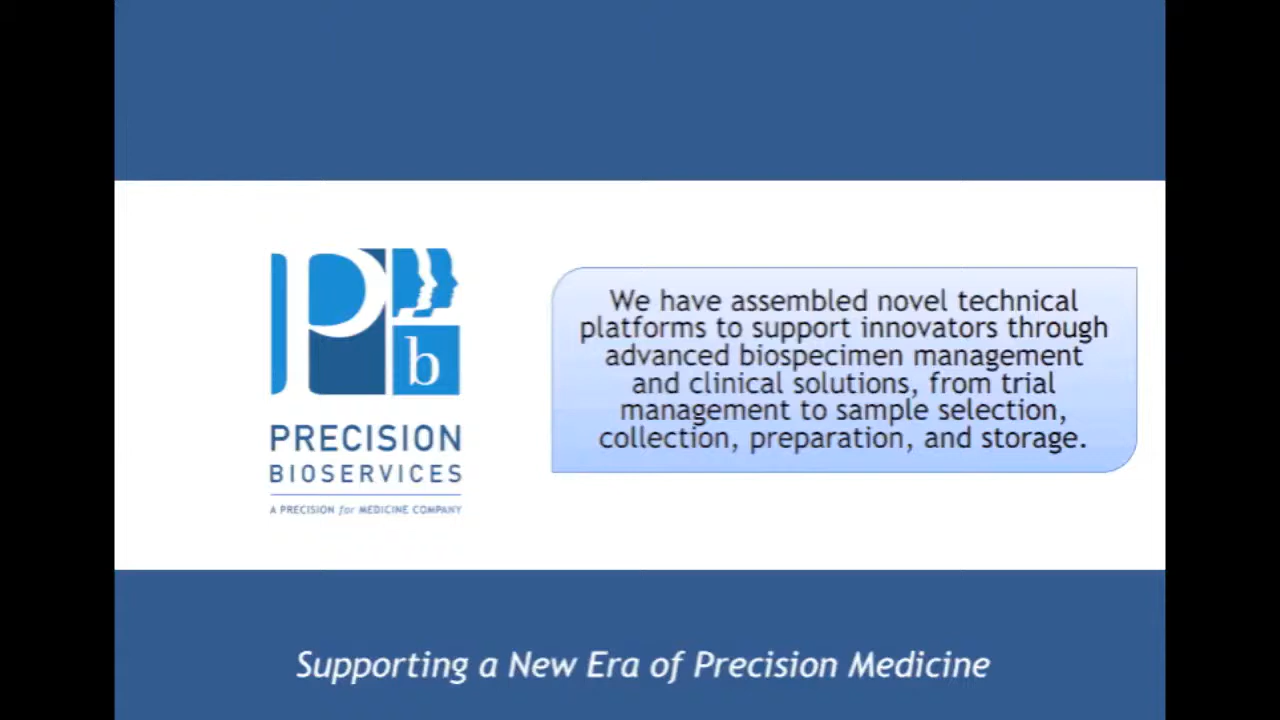 P
b
PRECISION
BIOSERVICES
A PRECISION for MEDICINE COMPANY
We have assembled novel technical
platforms to support innovators through
advanced biospecimen management
and clinical solutions, from trial
management to sample selection,
collection, preparation, and storage.
Supporting a New Era of Precision Medicine